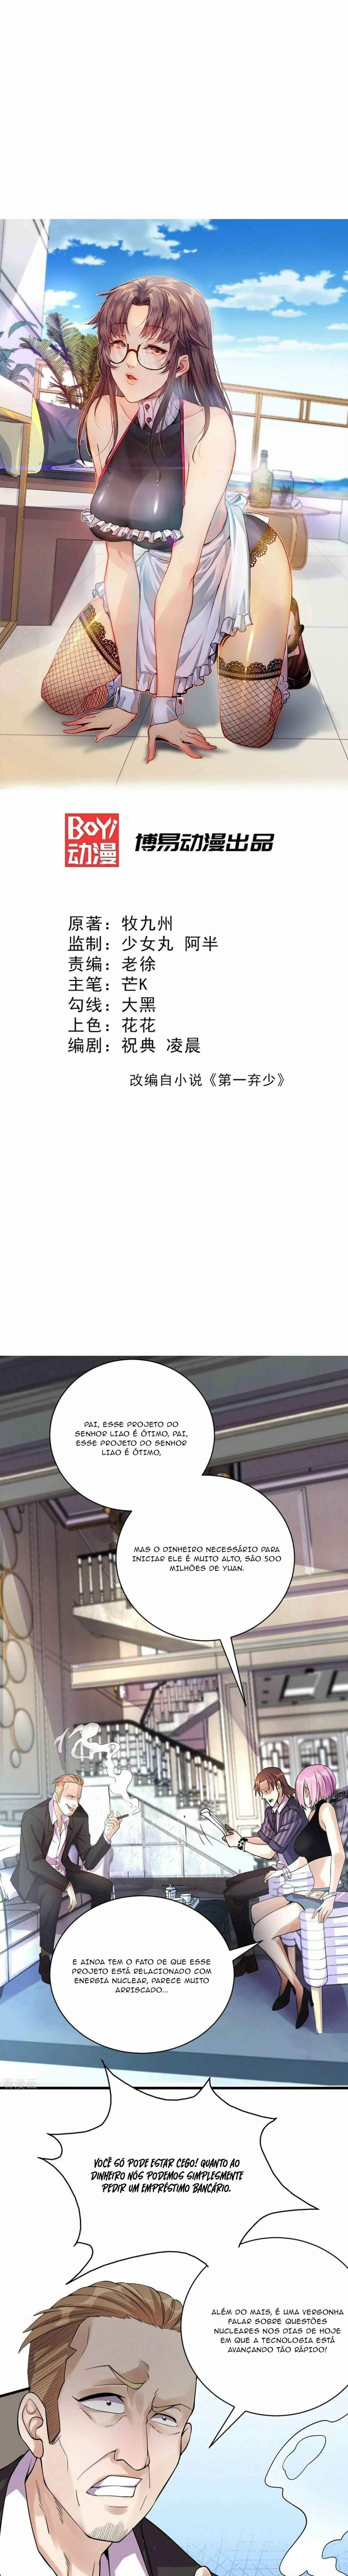 BOYI
动漫
博易动漫出品
原著：牧九州
监制：少女丸 阿半
责编：老徐
主笔：芒K
勾线：大黑
上色：花花
编剧：祝典 凌晨
改编自小说《第一弃少》
PAI, ESSE PROJETO DO
SENHOR LIAO É ÓTIMO, PAI,
ESSE PROJETO DO SENHOR
LIAO É ÓTIMO,
MAS O DINHEIRO NECESSÁRIO PARA
INICIAR ELE É MUITO ALTO, SÃO 500
MILHÕES DE YUAN.
E AINDA TEM O FATO DE QUE ESSE
PROJETO ESTÁ RELACIONADO COM
ENERGIA NUCLEAR, PARECE MUITO
ARRISCADO...
VOCÊ SÓ PODE ESTAR CEGO! QUANTO AO
DINHEIRO NÓS PODEMOS SIMPLESMENTE
PEDIR UM EMPRÉSTIMO BANCÁRIO.
ALÉM DO MAIS, É UMA VERGONHA
FALAR SOBRE QUESTÕES
NUCLEARES NOS DIAS DE HOJE
EM QUE A TECNOLOGIA ESTÁ
AVANÇANDO TÃO RÁPIDO!